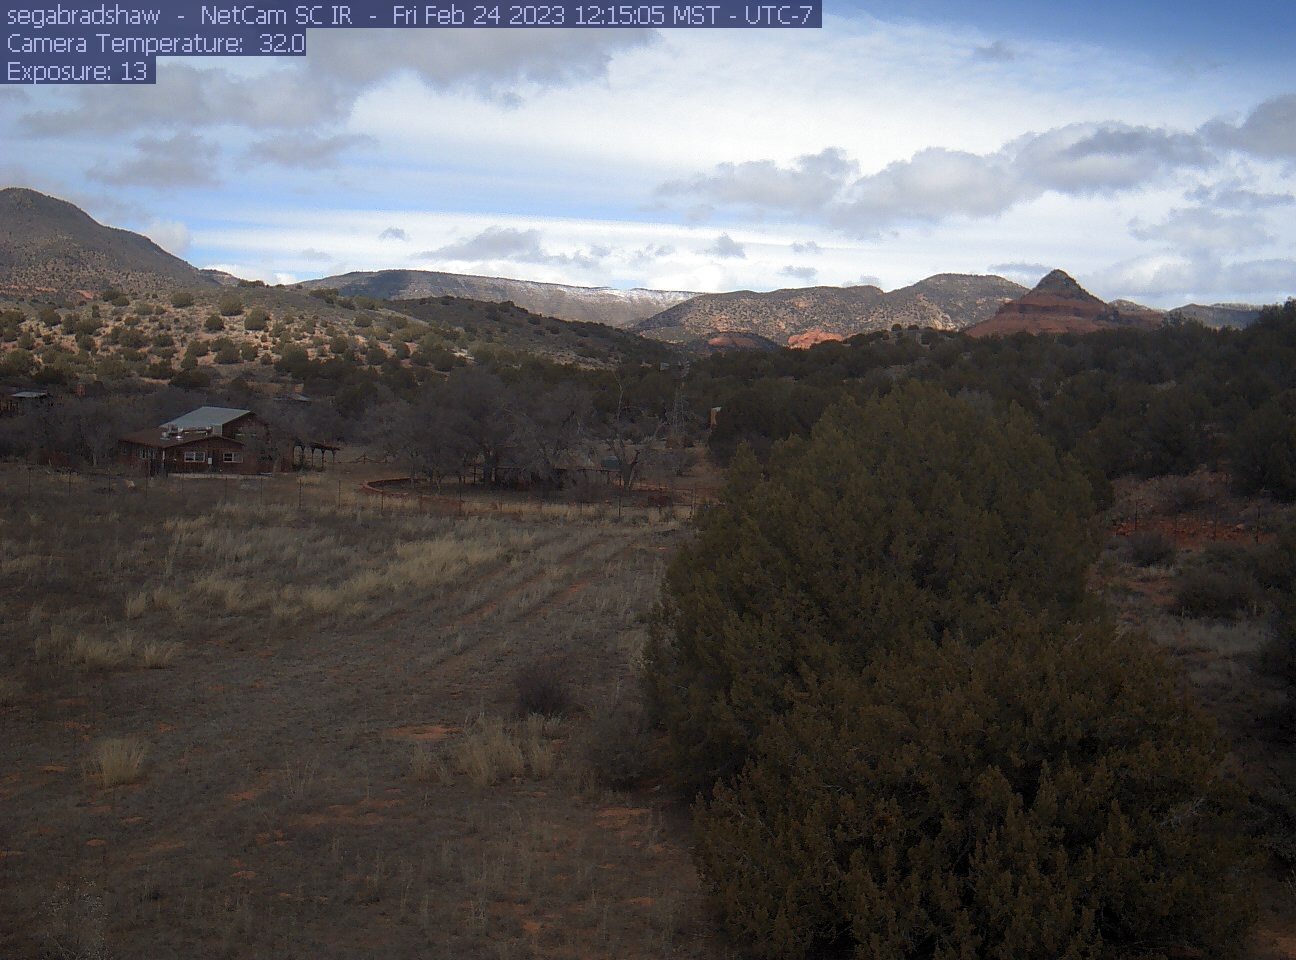 segabradshaw - NetCam SC IR - Fri Feb 24 2023 12:15:05 MST - UTC-7
Camera Temperature: 32.0
Exposure: 13